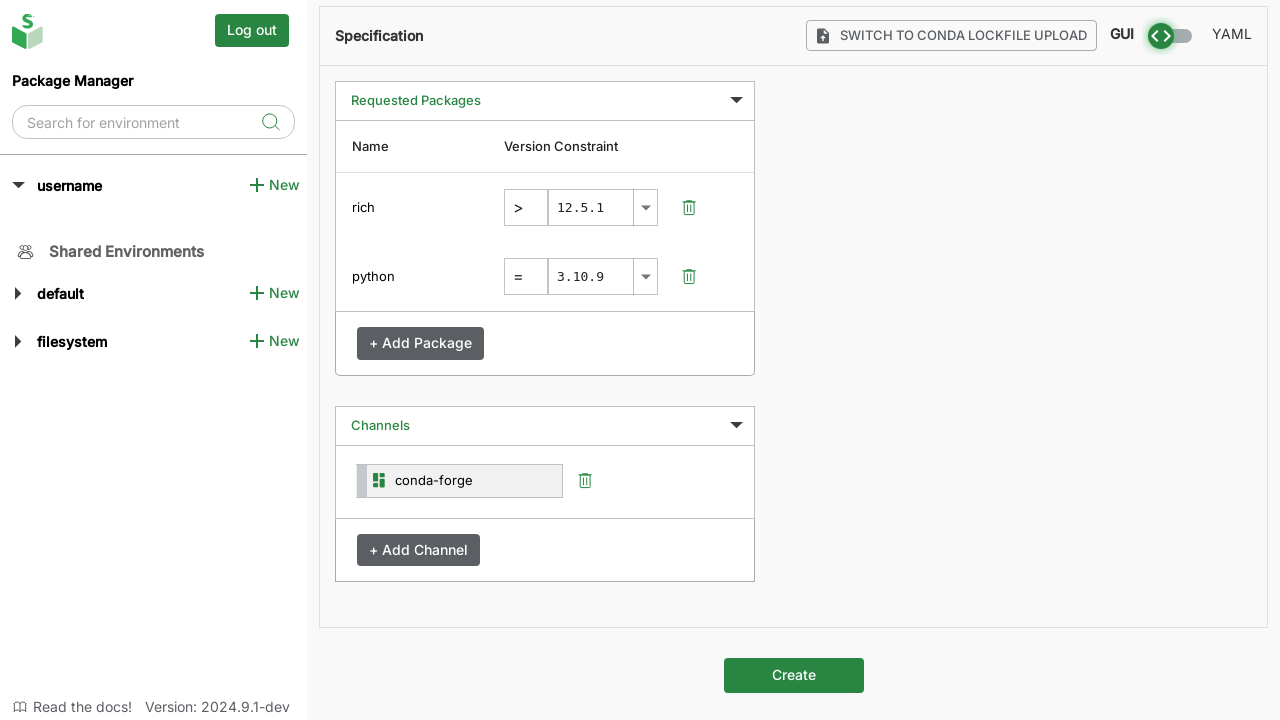 Log out
Package Manager
Search for environment
username
New
Shared Environments
default
New
filesystem
New
Read the docs! Version: 2024.9.1-dev
Specification
SWITCH TO CONDA LOCKFILE UPLOAD
GUI
YAML
Requested Packages
Name Version Constraint
rich > 12.5.1
python = 3.10.9
+ Add Package
Channels
conda-forge
+ Add Channel
Create